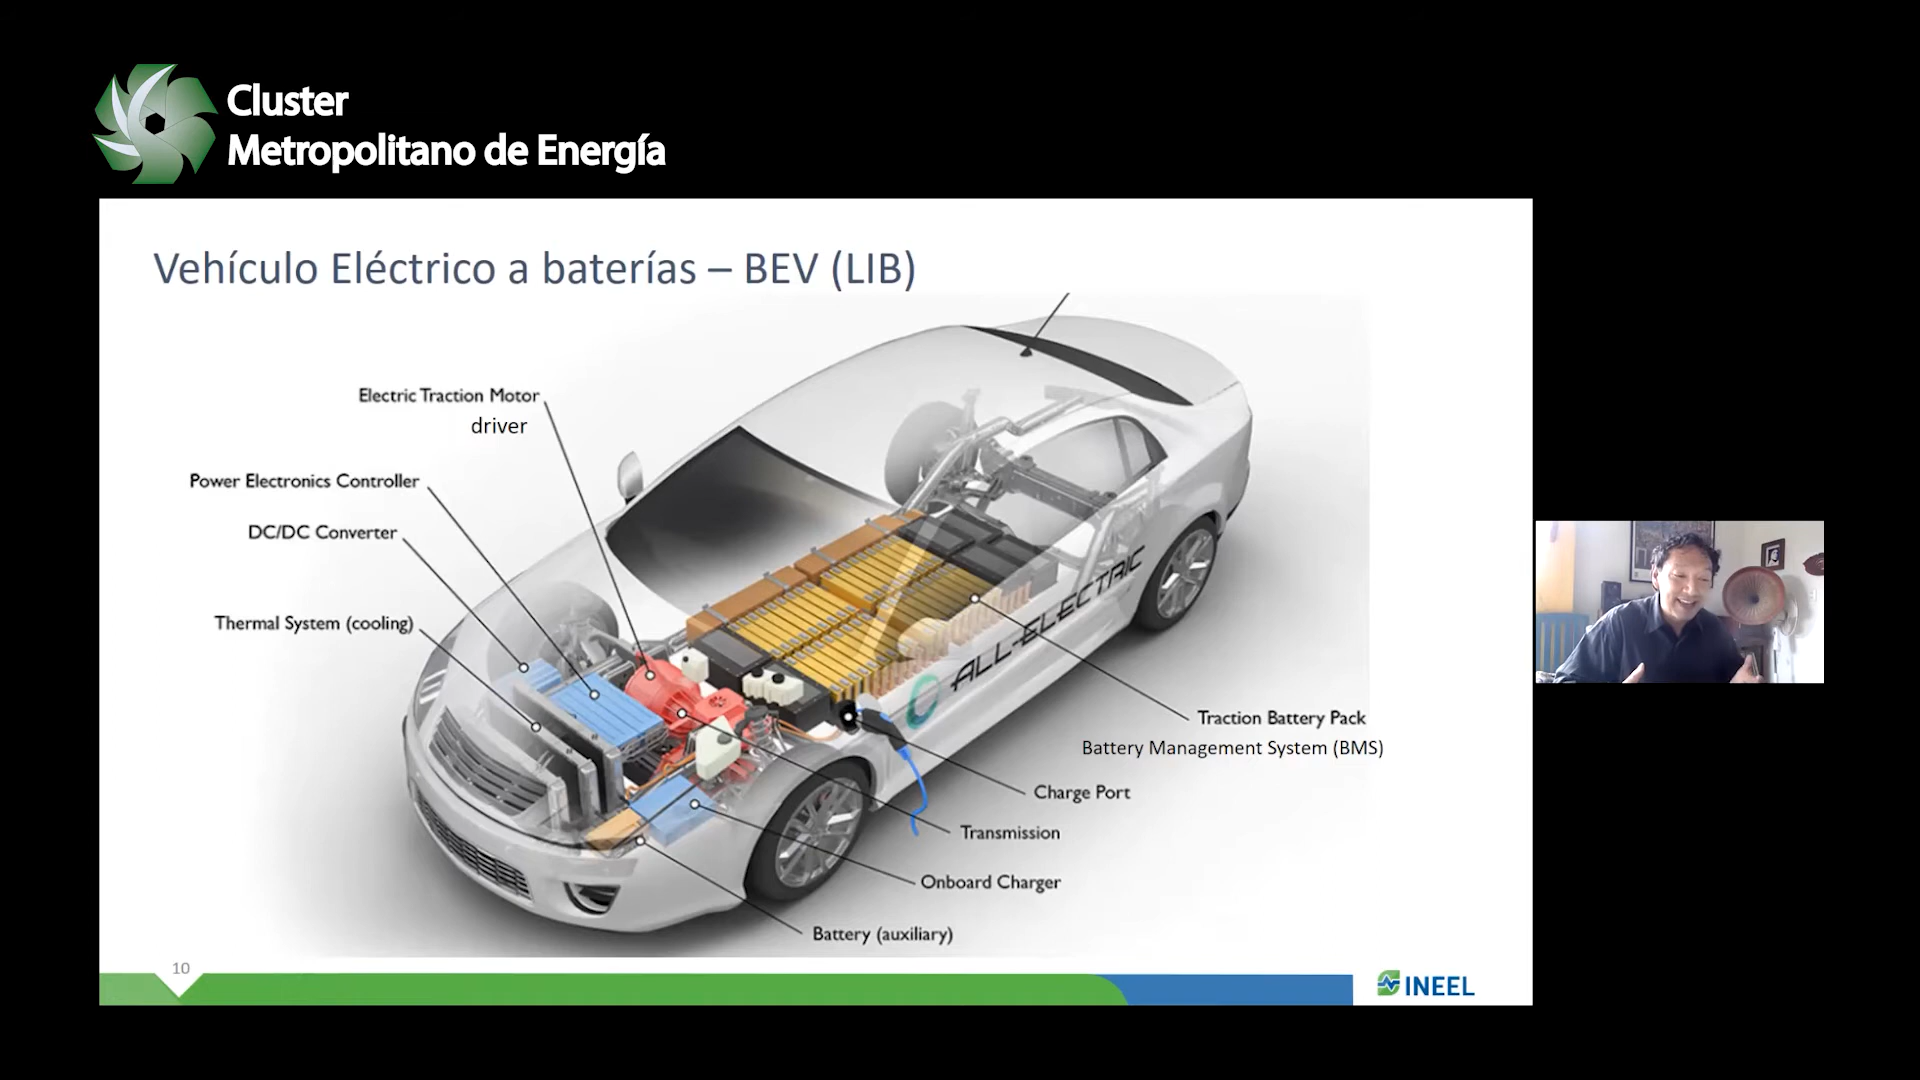 Cluster
Metropolitano de Energía
Vehículo Eléctrico a baterías – BEV (LIB)
Electric Traction Motor
driver
Power Electronics Controller
DC/DC Converter
Thermal System (cooling)
C ALL-ELECTRIC
Traction Battery Pack
Battery Management System (BMS)
Charge Port
Transmission
Onboard Charger
Battery (auxiliary)
10
INEEL